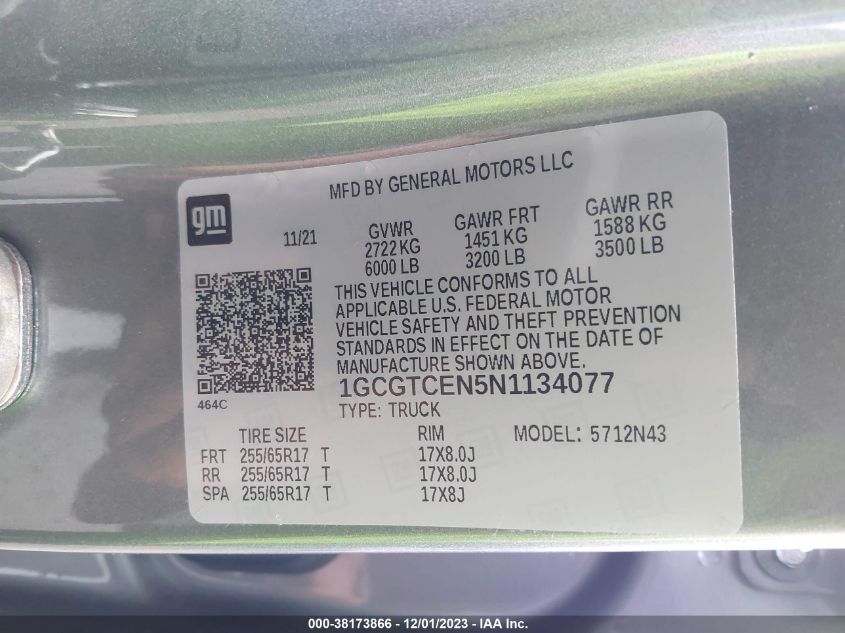 MFD BY GENERAL MOTORS LLC
gm
11/21
GVWR GAWR FRT GAWR RR
2722 KG 1451 KG 1588 KG
6000 LB 3200 LB 3500 LB
THIS VEHICLE CONFORMS TO ALL
APPLICABLE U.S. FEDERAL MOTOR
VEHICLE SAFETY AND THEFT PREVENTION
STANDARDS IN EFFECT ON THE DATE OF
MANUFACTURE SHOWN ABOVE.
1GCGTCEN5N1134077
464C
TYPE: TRUCK
TIRE SIZE RIM MODEL: 5712N43
FRT 255/65R17 T 17X8.0J
RR 255/65R17 T 17X8.0J
SPA 255/65R17 T 17X8J
000-38173866 - 12/01/2023 - IAA Inc.